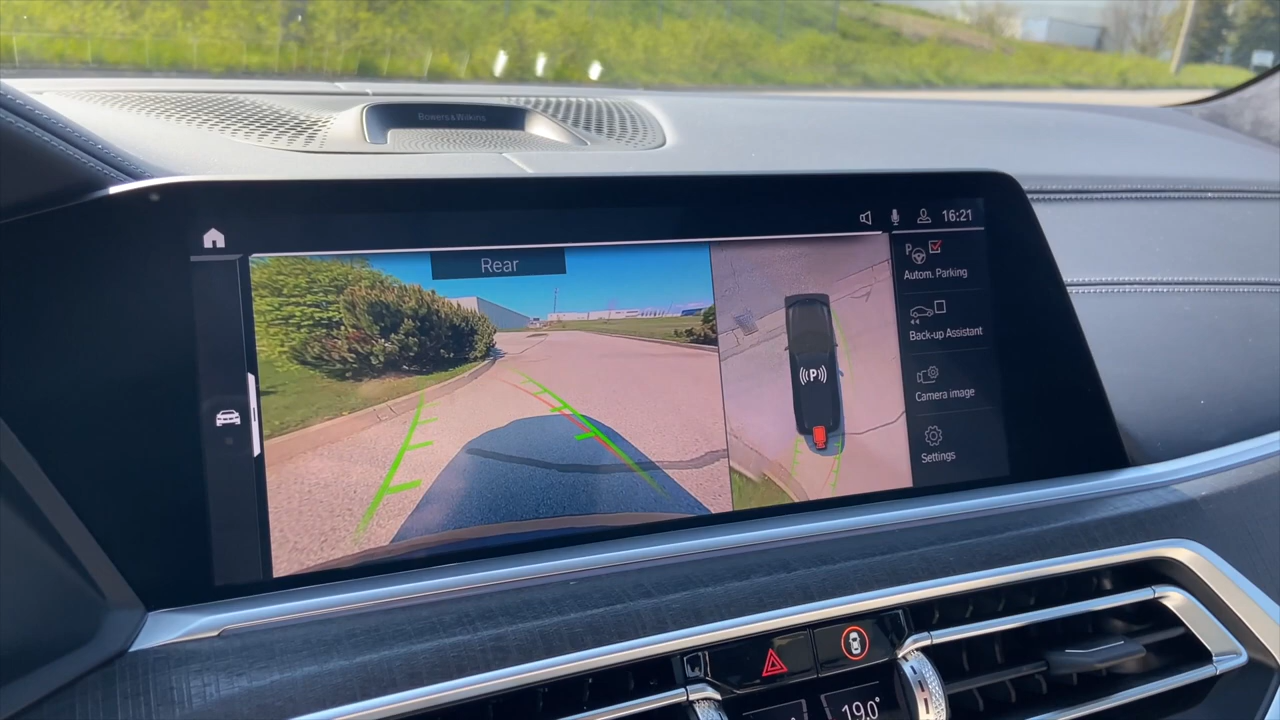 Bowers & Wilkins
16:21
Rear
P
Autom. Parking
Back-up Assistant
((P))
Camera image
Settings
19.0°